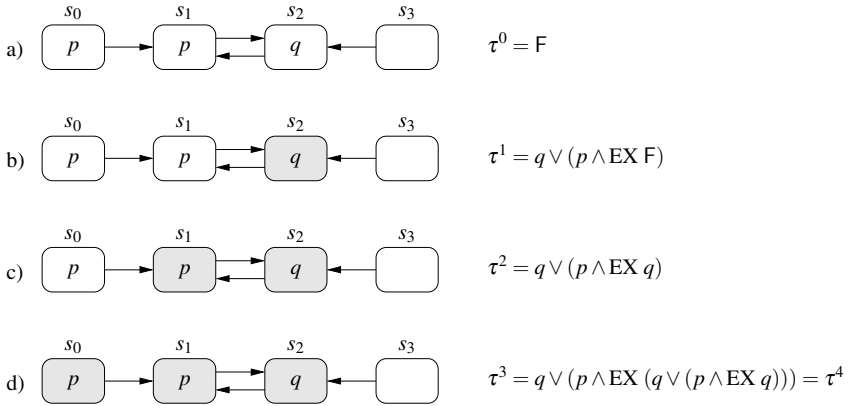 s₀ s₁ s₂ s₃
a) p p q τ⁰ = F
s₀ s₁ s₂ s₃
b) p p q τ¹ = q ∨ (p ∧ EX F)
s₀ s₁ s₂ s₃
c) p p q τ² = q ∨ (p ∧ EX q)
s₀ s₁ s₂ s₃
d) p p q τ³ = q ∨ (p ∧ EX (q ∨ (p ∧ EX q))) = τ⁴